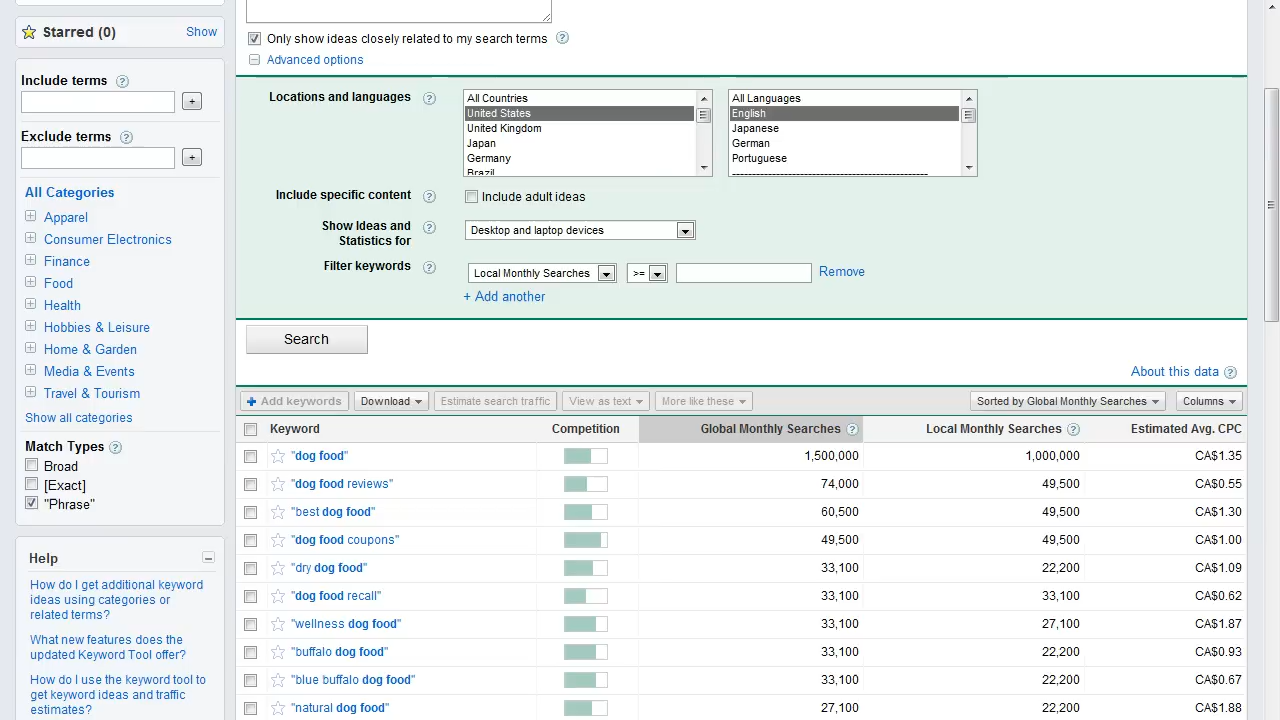 Starred (0) Show
Include terms
+
Exclude terms
+
All Categories
Apparel
Consumer Electronics
Finance
Food
Health
Hobbies & Leisure
Home & Garden
Media & Events
Travel & Tourism
Show all categories
Match Types
Broad
[Exact]
"Phrase"
Help
How do I get additional keyword
ideas using categories or
related terms?
What new features does the
updated Keyword Tool offer?
How do I use the keyword tool to
get keyword ideas and traffic
estimates?
Only show ideas closely related to my search terms
Advanced options
Locations and languages
All Countries
United States
United Kingdom
Japan
Germany
Brazil
All Languages
English
Japanese
German
Portuguese
Include specific content
Include adult ideas
Show Ideas and
Statistics for
Desktop and laptop devices
Filter keywords
Local Monthly Searches >= Remove
+ Add another
Search
About this data
Add keywords Download Estimate search traffic View as text More like these Sorted by Global Monthly Searches Columns
Keyword Competition Global Monthly Searches Local Monthly Searches Estimated Avg. CPC
"dog food" 1,500,000 1,000,000 CA$1.35
"dog food reviews" 74,000 49,500 CA$0.55
"best dog food" 60,500 49,500 CA$1.30
"dog food coupons" 49,500 49,500 CA$1.00
"dry dog food" 33,100 22,200 CA$1.09
"dog food recall" 33,100 33,100 CA$0.62
"wellness dog food" 33,100 27,100 CA$1.87
"buffalo dog food" 33,100 22,200 CA$0.93
"blue buffalo dog food" 33,100 22,200 CA$0.67
"natural dog food" 27,100 22,200 CA$1.88